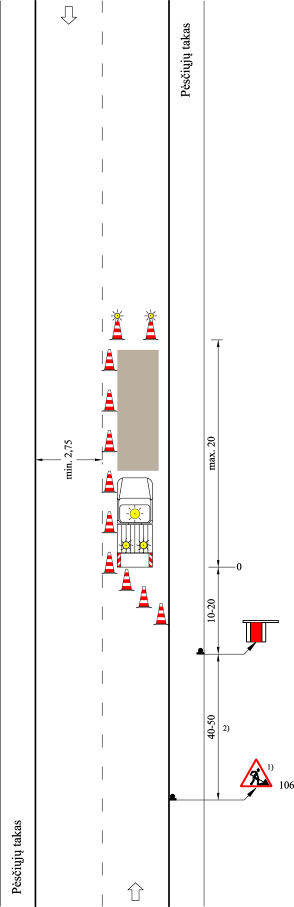 Pėsčiųjų takas
min. 2,75
max. 20
0
10-20
40-50 2)
1)
106
Pėsčiųjų takas